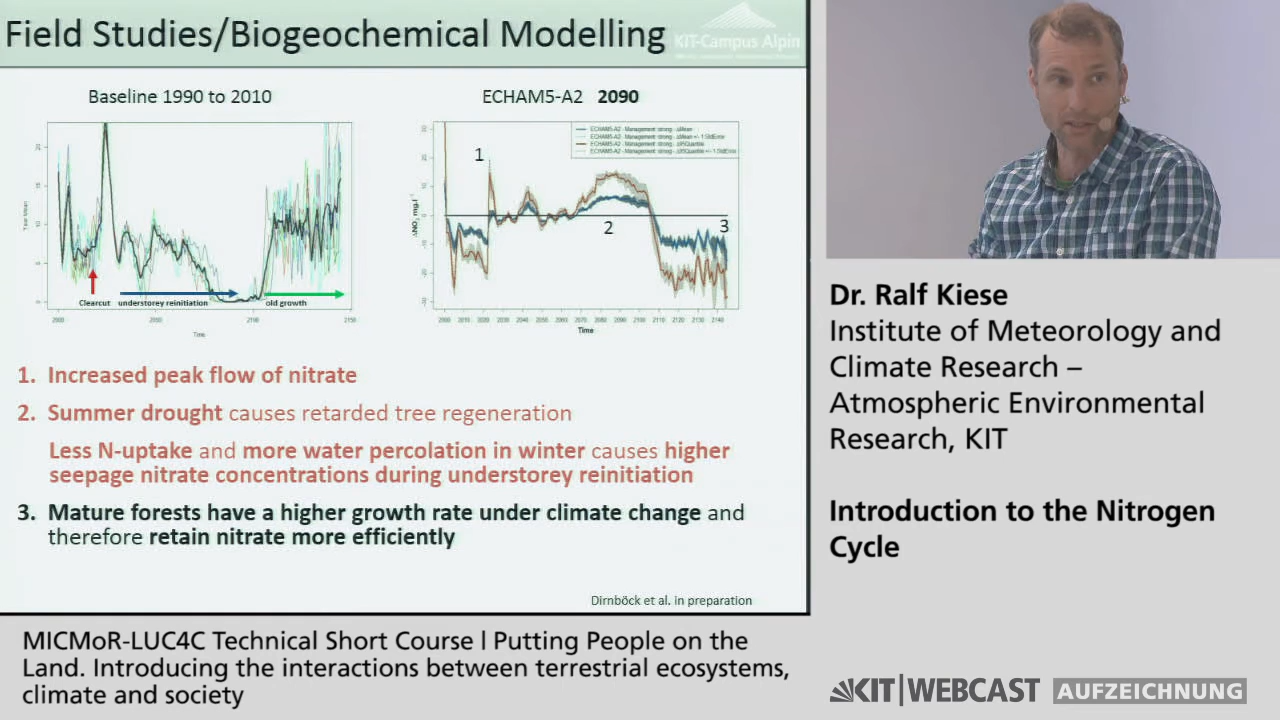 Field Studies/Biogeochemical Modelling
KIT-Campus Alpin
Baseline 1990 to 2010
ECHAM5-A2 2090
Clearcut
understorey reinitiation
old growth
Time
1
2
3
Time
1. Increased peak flow of nitrate
2. Summer drought causes retarded tree regeneration
Less N-uptake and more water percolation in winter causes higher
seepage nitrate concentrations during understorey reinitiation
3. Mature forests have a higher growth rate under climate change and
therefore retain nitrate more efficiently
Dirnböck et al. in preparation
Dr. Ralf Kiese
Institute of Meteorology and
Climate Research –
Atmospheric Environmental
Research, KIT
Introduction to the Nitrogen
Cycle
MICMoR-LUC4C Technical Short Course | Putting People on the
Land. Introducing the interactions between terrestrial ecosystems,
climate and society
KIT|WEBCAST AUFZEICHNUNG